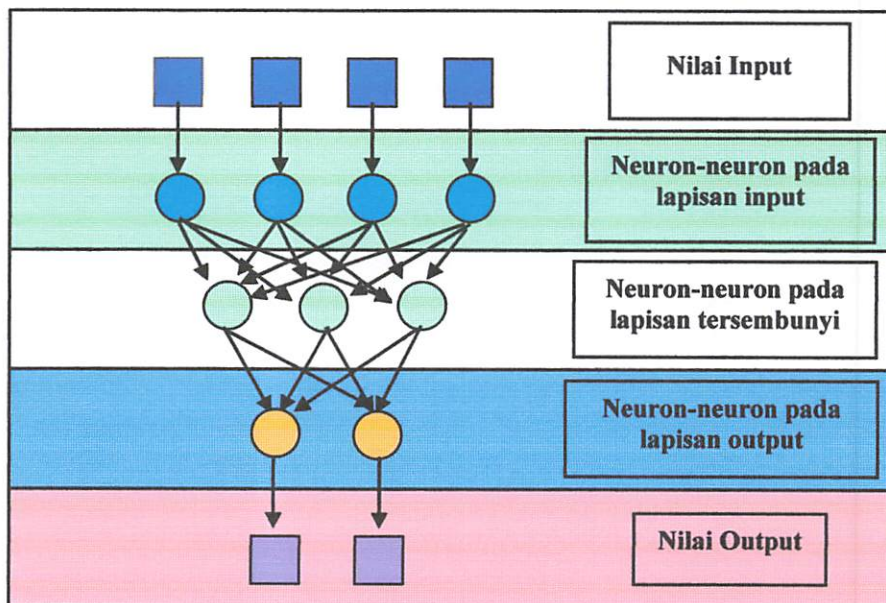 Nilai Input
Neuron-neuron pada
lapisan input
Neuron-neuron pada
lapisan tersembunyi
Neuron-neuron pada
lapisan output
Nilai Output